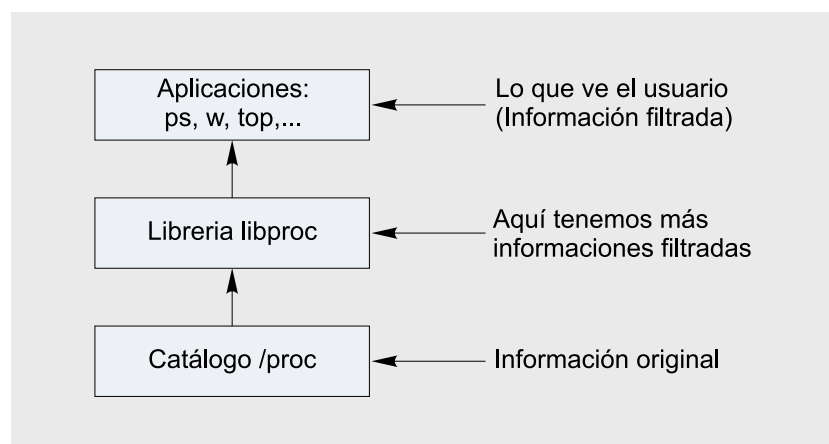 Aplicaciones:
ps, w, top,...
Lo que ve el usuario
(Información filtrada)
Libreria libproc
Aquí tenemos más
informaciones filtradas
Catálogo /proc
Información original